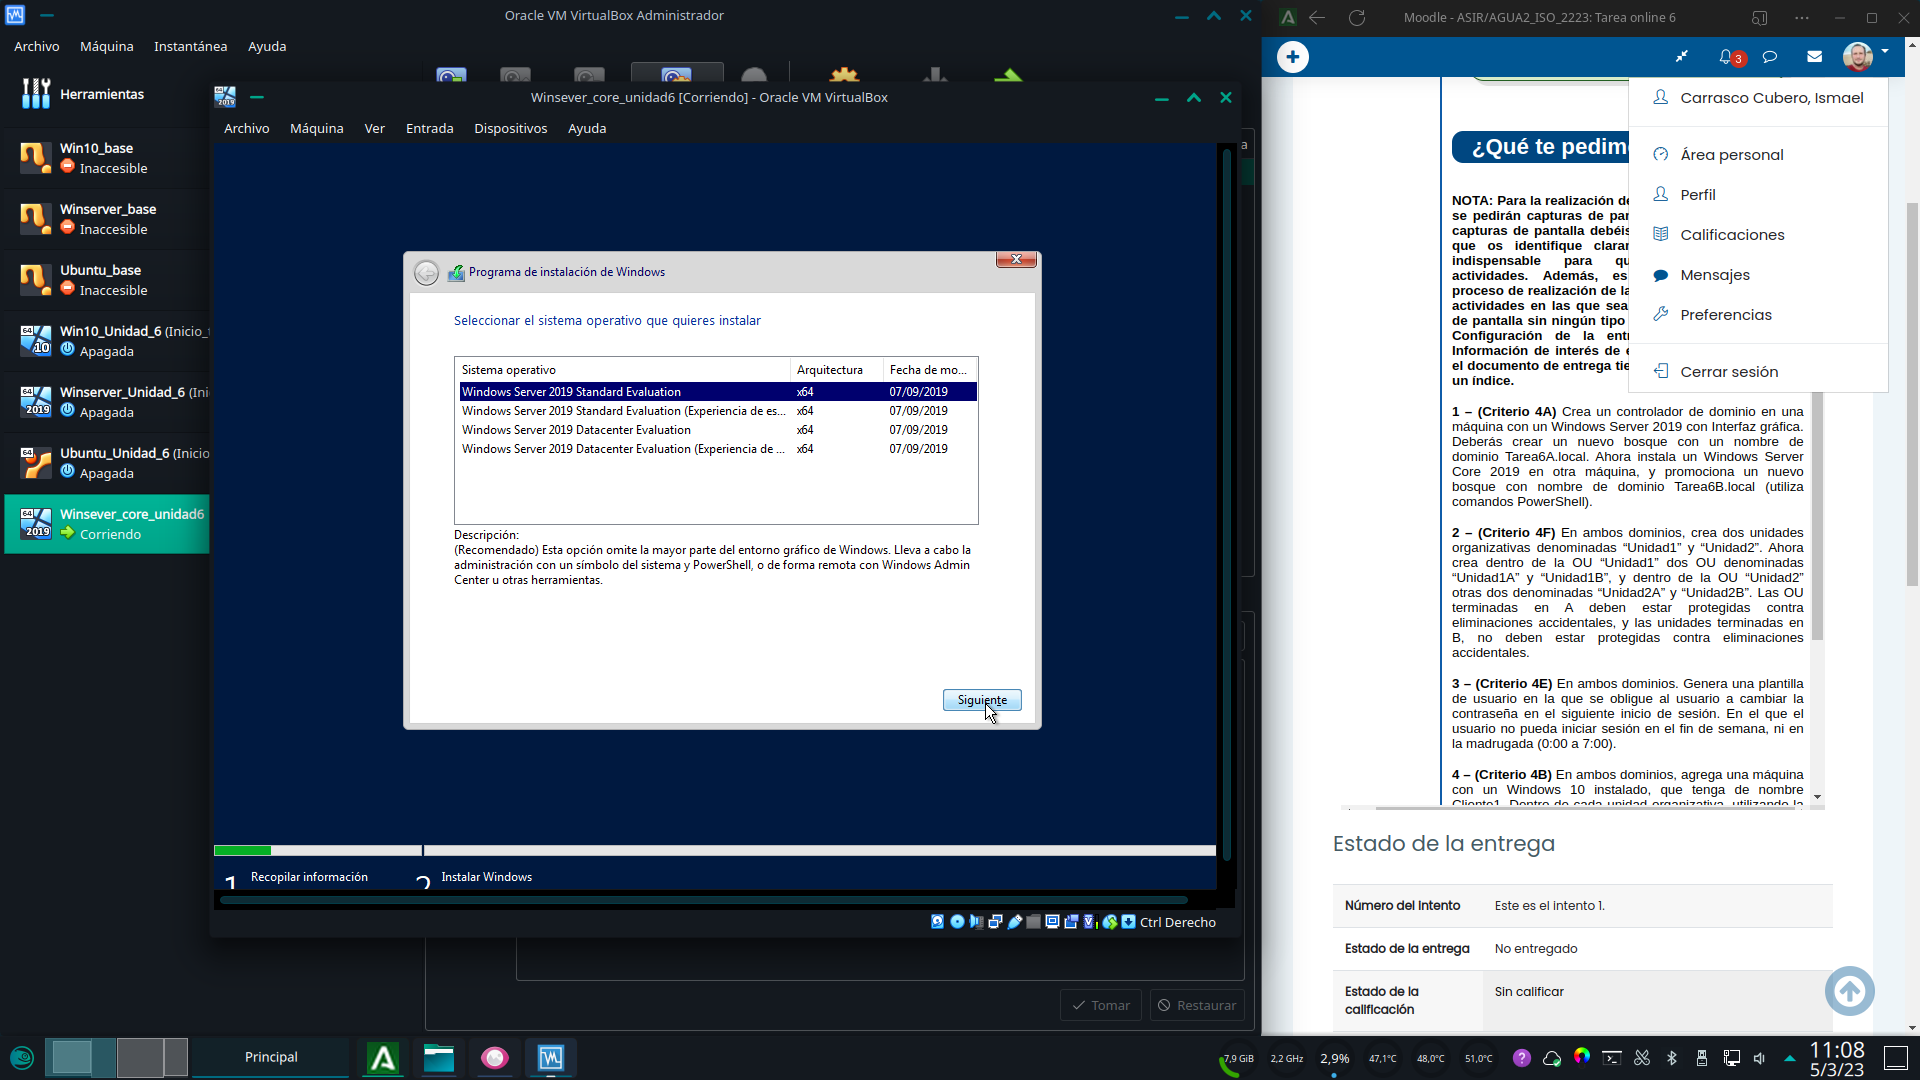 Oracle VM VirtualBox Administrador
Archivo Máquina Instantánea Ayuda
Herramientas
Win10_base
Inaccesible
Winserver_base
Inaccesible
Ubuntu_base
Inaccesible
Win10_Unidad_6 (Inicio_
Apagada
Winserver_Unidad_6 (Ini
Apagada
Ubuntu_Unidad_6 (Inicio
Apagada
Winsever_core_unidad6
Corriendo
Winsever_core_unidad6 [Corriendo] - Oracle VM VirtualBox
Archivo Máquina Ver Entrada Dispositivos Ayuda
Programa de instalación de Windows
Seleccionar el sistema operativo que quieres instalar
Sistema operativo Arquitectura Fecha de mo...
Windows Server 2019 Standard Evaluation x64 07/09/2019
Windows Server 2019 Standard Evaluation (Experiencia de es... x64 07/09/2019
Windows Server 2019 Datacenter Evaluation x64 07/09/2019
Windows Server 2019 Datacenter Evaluation (Experiencia de ... x64 07/09/2019
Descripción:
(Recomendado) Esta opción omite la mayor parte del entorno gráfico de Windows. Lleva a cabo la
administración con un símbolo del sistema y PowerShell, o de forma remota con Windows Admin
Center u otras herramientas.
Siguiente
1 Recopilar información 2 Instalar Windows
Ctrl Derecho
Tomar Restaurar
Moodle - ASIR/AGUA2_ISO_2223: Tarea online 6
3
Carrasco Cubero, Ismael
Área personal
Perfil
Calificaciones
Mensajes
Preferencias
Cerrar sesión
¿Qué te pedim
NOTA: Para la realización de
se pedirán capturas de par
capturas de pantalla debéis
que os identifique clara
indispensable para qu
actividades. Además, es
proceso de realización de la
actividades en las que sea
de pantalla sin ningún tipo
Configuración de la ent
Información de interés de e
el documento de entrega tie
un índice.
1 – (Criterio 4A) Crea un controlador de dominio en una
máquina con un Windows Server 2019 con Interfaz gráfica.
Deberás crear un nuevo bosque con un nombre de
dominio Tarea6A.local. Ahora instala un Windows Server
Core 2019 en otra máquina, y promociona un nuevo
bosque con nombre de dominio Tarea6B.local (utiliza
comandos PowerShell).
2 – (Criterio 4F) En ambos dominios, crea dos unidades
organizativas denominadas “Unidad1” y “Unidad2”. Ahora
crea dentro de la OU “Unidad1” dos OU denominadas
“Unidad1A” y “Unidad1B”, y dentro de la OU “Unidad2”
otras dos denominadas “Unidad2A” y “Unidad2B”. Las OU
terminadas en A deben estar protegidas contra
eliminaciones accidentales, y las unidades terminadas en
B, no deben estar protegidas contra eliminaciones
accidentales.
3 – (Criterio 4E) En ambos dominios. Genera una plantilla
de usuario en la que se obligue al usuario a cambiar la
contraseña en el siguiente inicio de sesión. En el que el
usuario no pueda iniciar sesión en el fin de semana, ni en
la madrugada (0:00 a 7:00).
4 – (Criterio 4B) En ambos dominios, agrega una máquina
con un Windows 10 instalado, que tenga de nombre
Cliente1. Dentro de cada unidad organizativa, utilizando la
Estado de la entrega
Número del intento Este es el intento 1.
Estado de la entrega No entregado
Estado de la
calificación
Sin calificar
Principal
7,9 GiB 2,2 GHz 2,9% 47,1°C 48,0°C 51,0°C
11:08
5/3/23